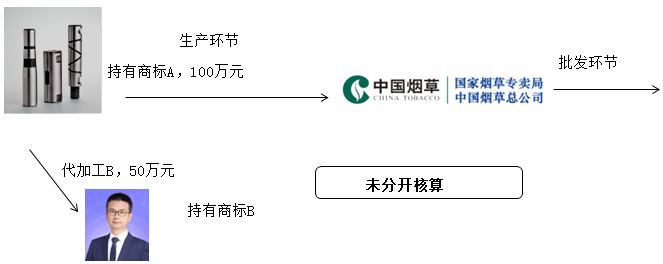 生产环节
持有商标A，100万元
中国烟草
CHINA TOBACCO
国家烟草专卖局
中国烟草总公司
批发环节
代加工B，50万元
持有商标B
未分开核算